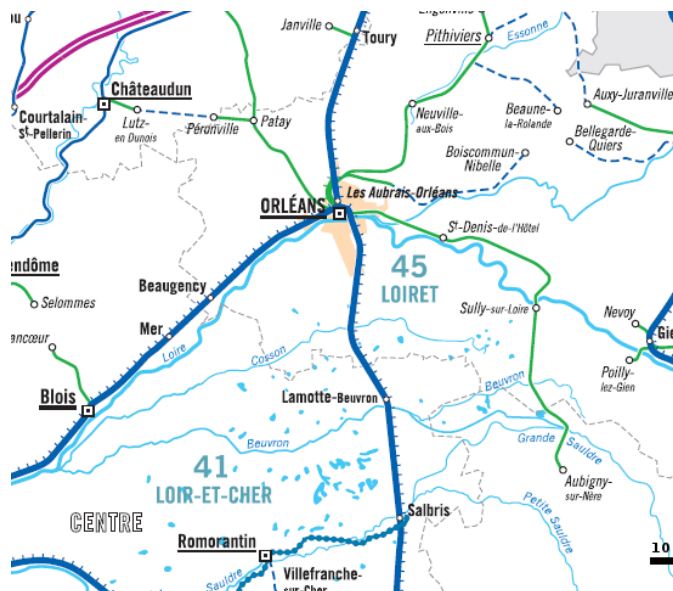 Janville
Toury
Pithiviers
Essonne
Châteaudun
Courtalain-
St-Pellerin
Lutz-
en Dunois
Péronville
Patay
Neuville-
aux-Bois
Beaune-
la-Rolande
Auxy-Juranville
Bellegarde-
Quiers
Boiscommun-
Nibelle
Les Aubrais-Orléans
ORLÉANS
St-Denis-de-l'Hôtel
45
LOIRET
Beaugency
Selommes
Mer
Loire
Cosson
Sully-sur-Loire
Nevoy
Poilly-
lez-Gien
Blois
Lamotte-Beuvron
Beuvron
Beuvron
Grande Sauldre
41
LOIR-ET-CHER
Aubigny-
sur-Nère
CENTRE
Salbris
Petite Sauldre
Romorantin
Sauldre
Villefranche-
sur-Cher
10